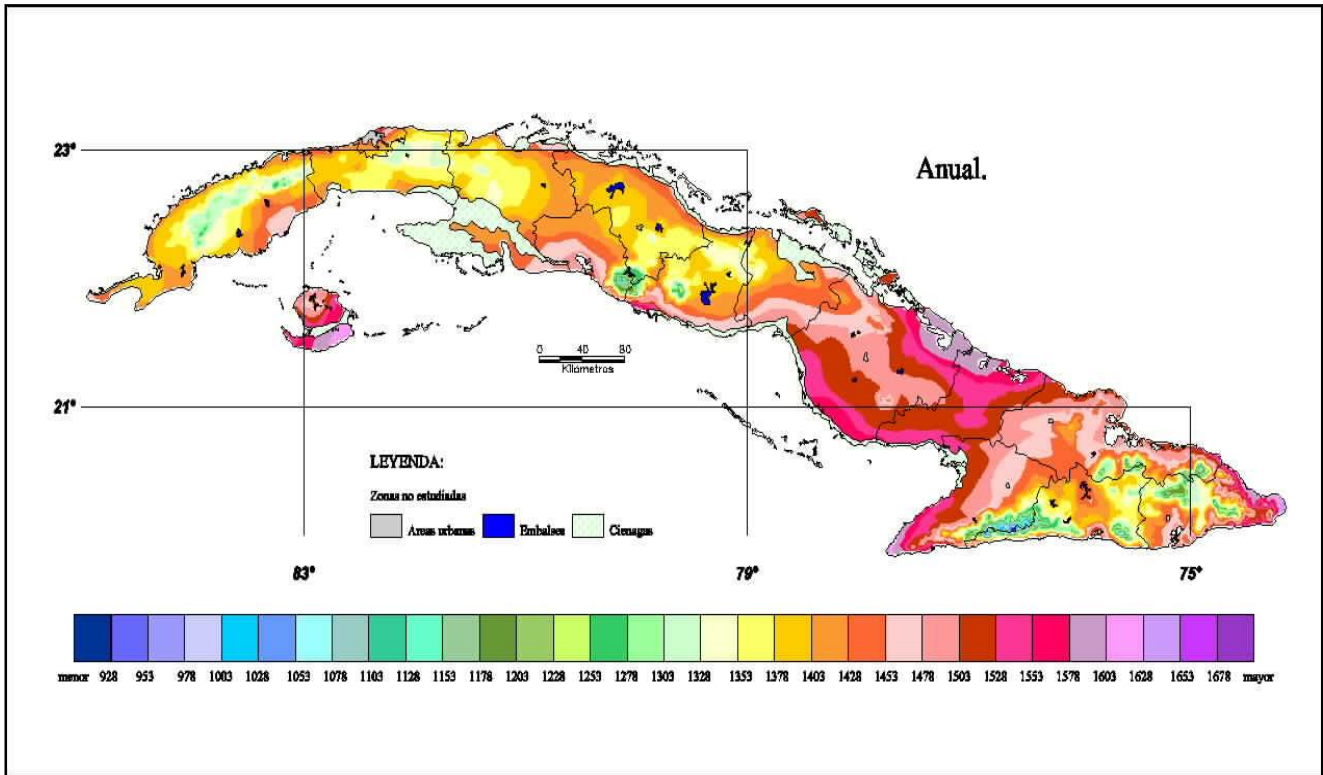 Anual.
23°
21°
0 40 80
Kilómetros
LEYENDA:
Zonas no estudiadas
Areas urbanas Embalses Cienagas
83° 79° 75°
menor 928 953 978 1003 1028 1053 1078 1103 1128 1153 1178 1203 1228 1253 1278 1303 1328 1353 1378 1403 1428 1453 1478 1503 1528 1553 1578 1603 1628 1653 1678 mayor